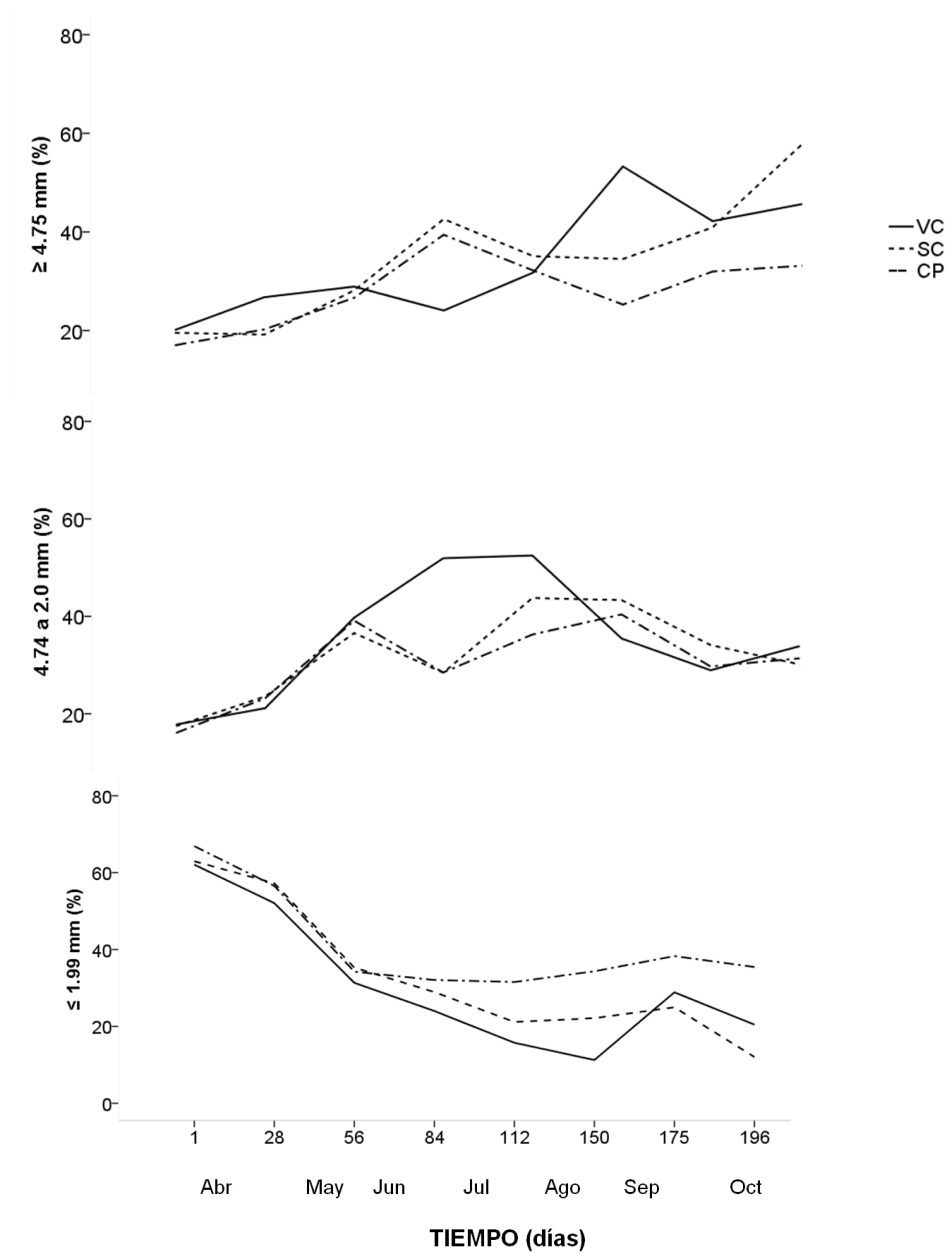 80
60
40
20
≥ 4.75 mm (%)
VC
SC
CP
80
60
40
20
4.74 a 2.0 mm (%)
80
60
40
20
0
≤ 1.99 mm (%)
1 28 56 84 112 150 175 196
Abr May Jun Jul Ago Sep Oct
TIEMPO (días)